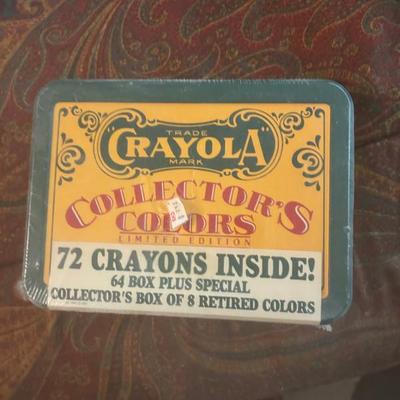 TRADE
"CRAYOLA"
MARK
COLLECTOR'S
COLORS
LIMITED EDITION
72 CRAYONS INSIDE!
64 BOX PLUS SPECIAL
COLLECTOR'S BOX OF 8 RETIRED COLORS